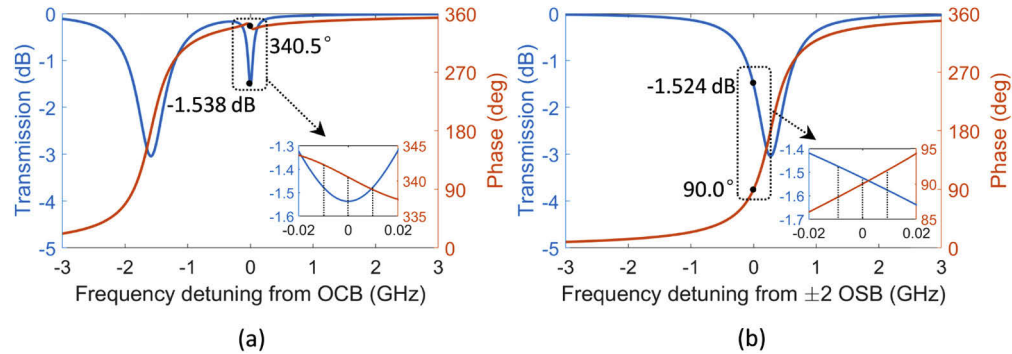 0
-1
-2
-3
-4
-5
Transmission (dB)
360
270
180
90
0
Phase (deg)
340.5°
-1.538 dB
-1.3
-1.4
-1.5
-1.6
345
340
335
-0.02 0 0.02
-3 -2 -1 0 1 2 3
Frequency detuning from OCB (GHz)
(a)
0
-1
-2
-3
-4
-5
Transmission (dB)
360
270
180
90
0
Phase (deg)
-1.524 dB
90.0°
-1.4
-1.5
-1.6
-1.7
95
90
85
-0.02 0 0.02
-3 -2 -1 0 1 2 3
Frequency detuning from ±2 OSB (GHz)
(b)